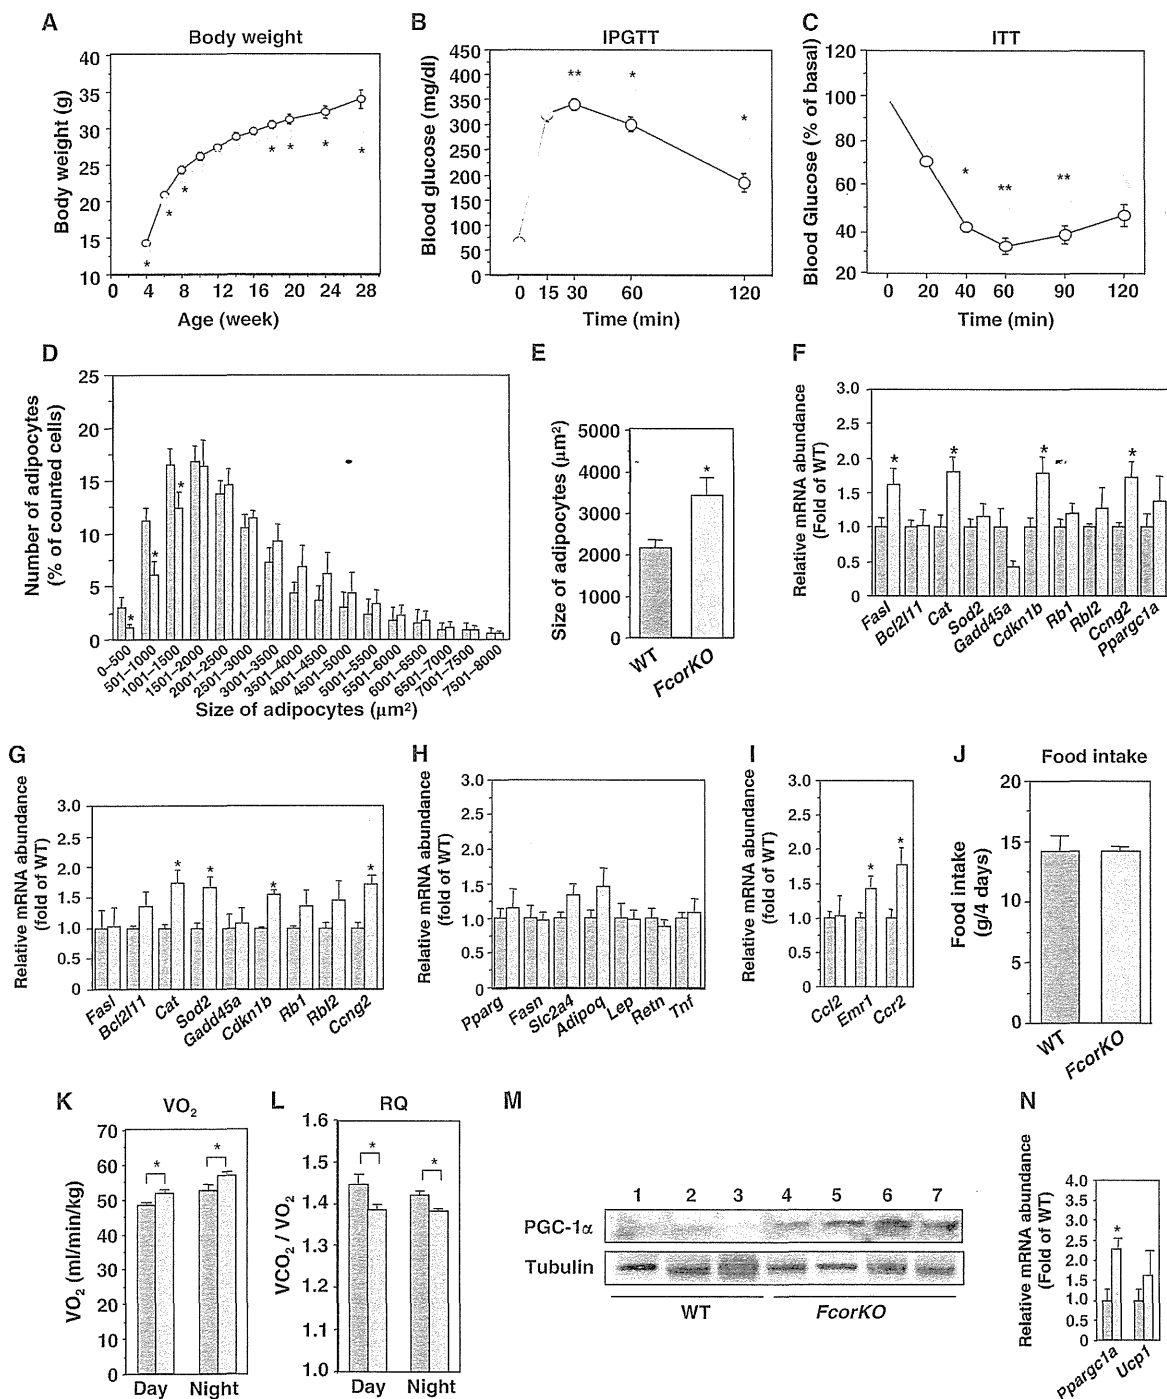 A
Body weight
Body weight (g)
40
35
30
25
20
15
10
0 4 8 12 16 20 24 28
Age (week)
* * * * * * *
B
IPGTT
Blood glucose (mg/dl)
450
400
350
300
250
200
150
100
50
0
0 15 30 60 120
Time (min)
** * *
C
ITT
Blood Glucose (% of basal)
120
100
80
60
40
20
0 20 40 60 90 120
Time (min)
* ** **
D
Number of adipocytes
(% of counted cells)
25
20
15
10
5
0
* * *
0–500
501–1000
1001–1500
1501–2000
2001–2500
2501–3000
3001–3500
3501–4000
4001–4500
4501–5000
5001–5500
5501–6000
6001–6500
6501–7000
7001–7500
7501–8000
Size of adipocytes (μm²)
E
Size of adipocytes (μm²)
5000
4000
3000
2000
1000
0
*
WT
FcorKO
F
Relative mRNA abundance
(Fold of WT)
3.0
2.0
1.5
1.0
0.5
0
* * * *
Fasl
Bcl2l11
Cat
Sod2
Gadd45a
Cdkn1b
Rb1
Rbl2
Ccng2
Ppargc1a
G
Relative mRNA abundance
(fold of WT)
3.0
2.0
1.5
1.0
0.5
0
* * * *
Fasl
Bcl2l11
Cat
Sod2
Gadd45a
Cdkn1b
Rb1
Rbl2
Ccng2
H
Relative mRNA abundance
(fold of WT)
3.0
2.5
2.0
1.5
1.0
0.5
0
Pparg
Fasn
Slc2a4
Adipoq
Lep
Retn
Tnf
I
Relative mRNA abundance
(fold of WT)
3.0
2.5
2.0
1.5
1.0
0.5
0
* *
Ccl2
Emr1
Ccr2
J
Food intake
Food intake
(g/4 days)
20
15
10
5
0
WT
FcorKO
K
VO₂
VO₂ (ml/min/kg)
70
60
50
40
30
20
10
0
* *
Day Night
L
RQ
VCO₂ / VO₂
1.6
1.5
1.4
1.3
1.2
1.1
1.0
* *
Day Night
M
1 2 3 4 5 6 7
PGC-1α
Tubulin
WT FcorKO
N
Relative mRNA abundance
(Fold of WT)
4.0
3.5
3.0
2.5
2.0
1.5
1.0
0.5
0
*
Ppargc1a
Ucp1